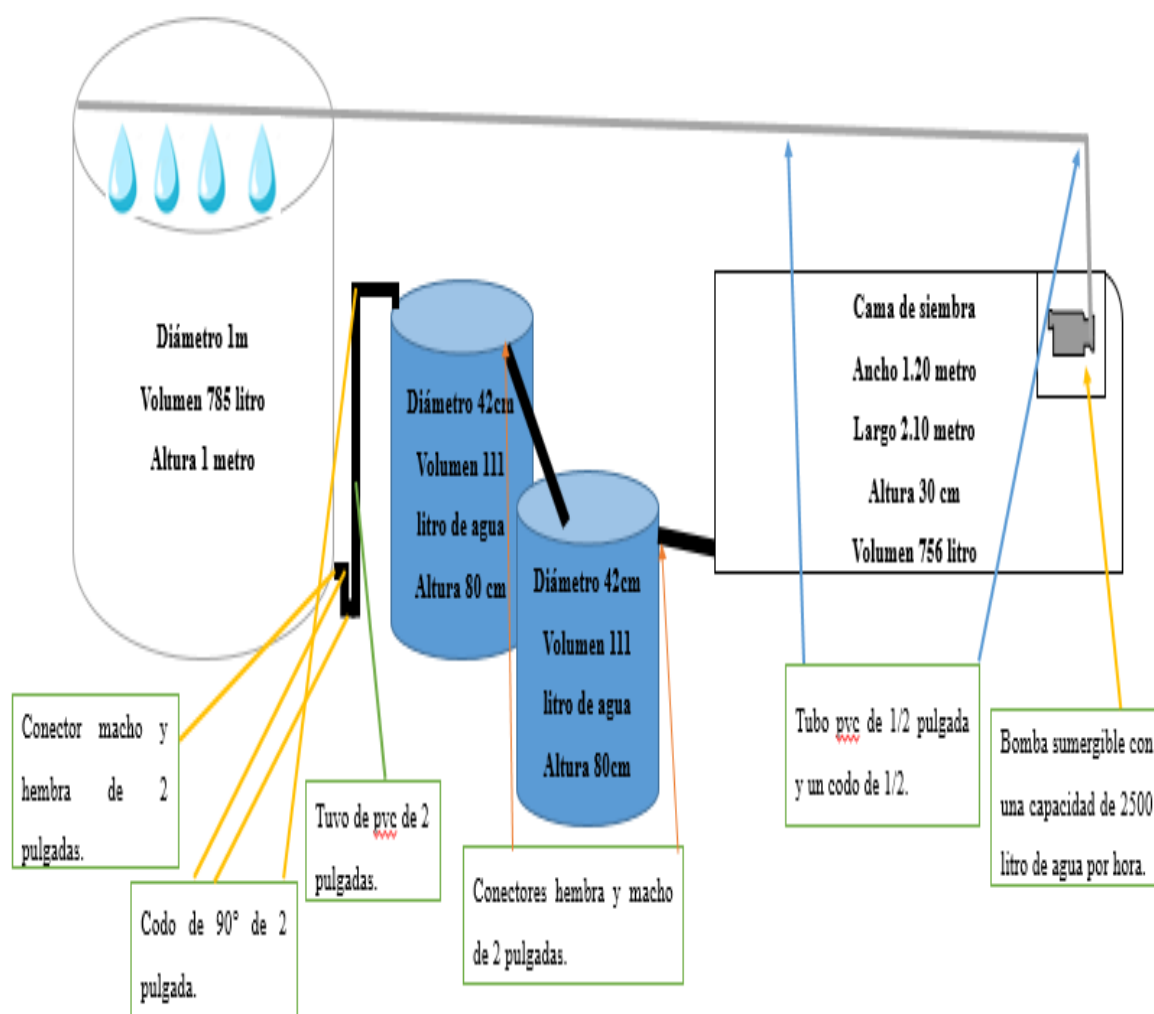 Diámetro 1m
Volumen 785 litro
Altura 1 metro
Diámetro 42cm
Volumen 111
litro de agua
Altura 80 cm
Diámetro 42cm
Volumen 111
litro de agua
Altura 80cm
Cama de siembra
Ancho 1.20 metro
Largo 2.10 metro
Altura 30 cm
Volumen 756 litro
Conector macho y
hembra de 2
pulgadas.
Codo de 90° de 2
pulgada.
Tuvo de pvc de 2
pulgadas.
Conectores hembra y macho
de 2 pulgadas.
Tubo pvc de 1/2 pulgada
y un codo de 1/2.
Bomba sumergible con
una capacidad de 2500
litro de agua por hora.